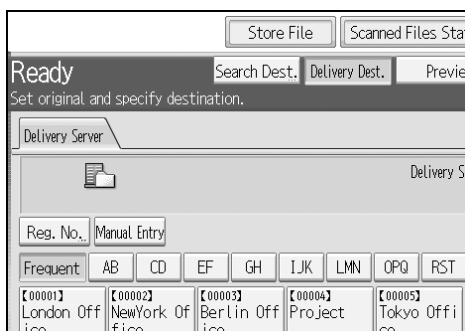 Store File Scanned Files Sta
Ready Search Dest. Delivery Dest. Previe
Set original and specify destination.
Delivery Server
Delivery S
Reg. No. Manual Entry
Frequent AB CD EF GH IJK LMN OPQ RST
[00001] [00002] [00003] [00004] [00005]
London Off NewYork Of Berlin Off Project Tokyo Offi
ice ffice ice ce